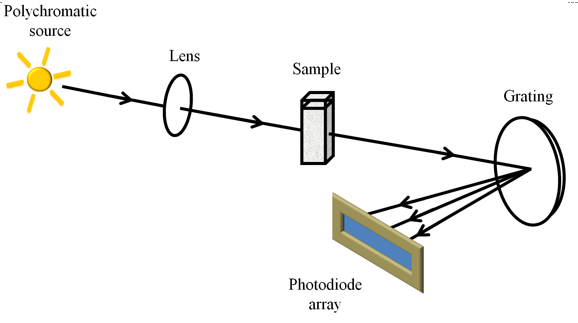 Polychromatic
source
Lens
Sample
Grating
Photodiode
array